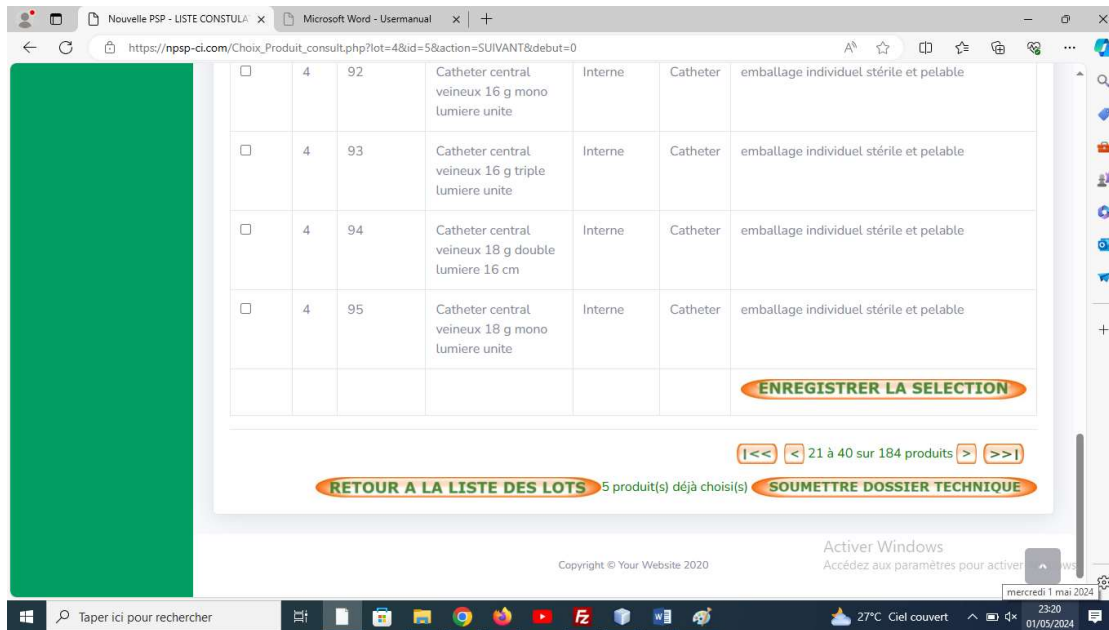 Nouvelle PSP - LISTE CONSTULA
Microsoft Word - Usermanual
https://npsp-ci.com/Choix_Produit_consult.php?lot=4&id=5&action=SUIVANT&debut=0
4 92 Catheter central veineux 16 g mono lumiere unite Interne Catheter emballage individuel stérile et pelable
4 93 Catheter central veineux 16 g triple lumiere unite Interne Catheter emballage individuel stérile et pelable
4 94 Catheter central veineux 18 g double lumiere 16 cm Interne Catheter emballage individuel stérile et pelable
4 95 Catheter central veineux 18 g mono lumiere unite Interne Catheter emballage individuel stérile et pelable
ENREGISTRER LA SELECTION
|<< < 21 à 40 sur 184 produits > >>|
RETOUR A LA LISTE DES LOTS 5 produit(s) déjà choisi(s) SOUMETTRE DOSSIER TECHNIQUE
Activer Windows
Copyright © Your Website 2020
Accédez aux paramètres pour activer
mercredi 1 mai 2024
Taper ici pour rechercher
27°C Ciel couvert
23:20
01/05/2024